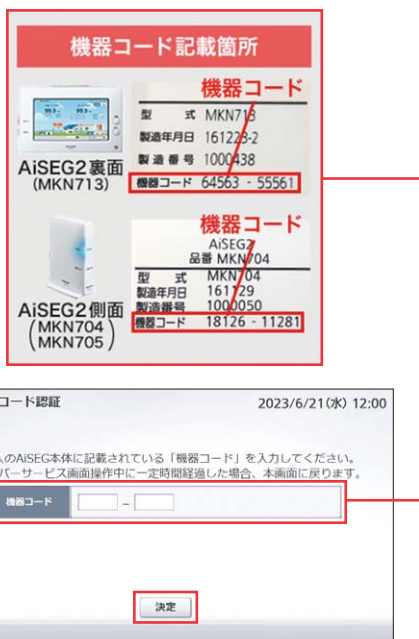 機器コード記載箇所
機器コード
型 式 MKN713
製造年月日 161223-2
製造番号 1000438
機器コード 64563 - 55561
AiSEG2裏面
(MKN713)
機器コード
AiSEG2
品番 MKN704
型 式 MKN704
製造年月日 161129
製造番号 1000050
機器コード 18126 - 11281
AiSEG2側面
(MKN704
MKN705)
コード認証 2023/6/21(水) 12:00
人のAiSEG本体に記載されている「機器コード」を入力してください。
バーサービス画面操作中に一定時間経過した場合、本画面に戻ります。
機器コード -
決定